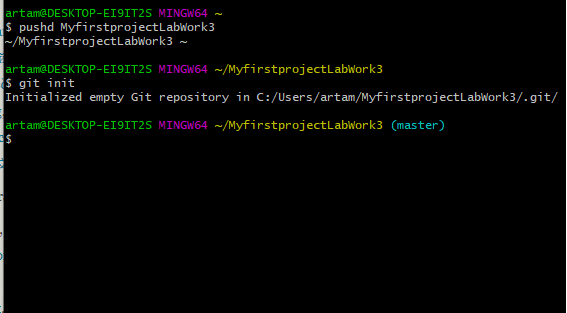 artam@DESKTOP-EI9IT2S MINGW64 ~
$ pushd MyfirstprojectLabWork3
~/MyfirstprojectLabWork3 ~
artam@DESKTOP-EI9IT2S MINGW64 ~/MyfirstprojectLabWork3
$ git init
Initialized empty Git repository in C:/Users/artam/MyfirstprojectLabWork3/.git/
artam@DESKTOP-EI9IT2S MINGW64 ~/MyfirstprojectLabWork3 (master)
$